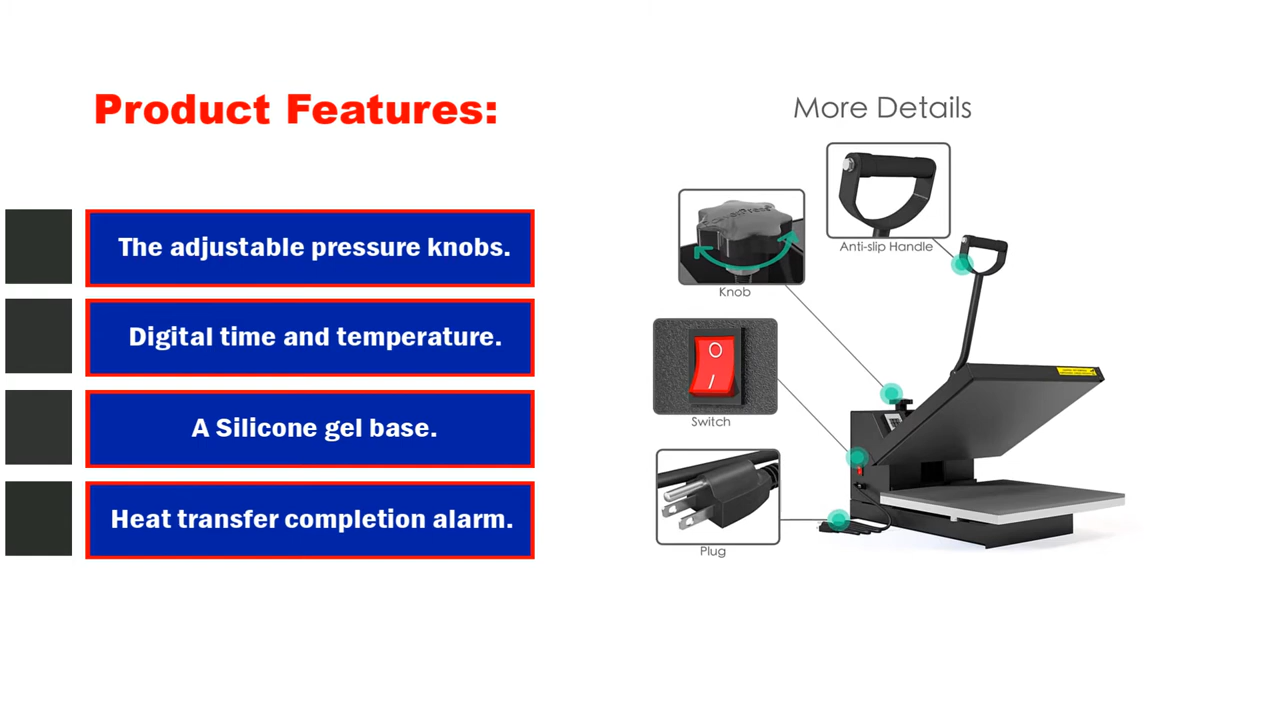 Product Features:
The adjustable pressure knobs.
Digital time and temperature.
A Silicone gel base.
Heat transfer completion alarm.
More Details
Anti-slip Handle
Knob
Switch
Plug